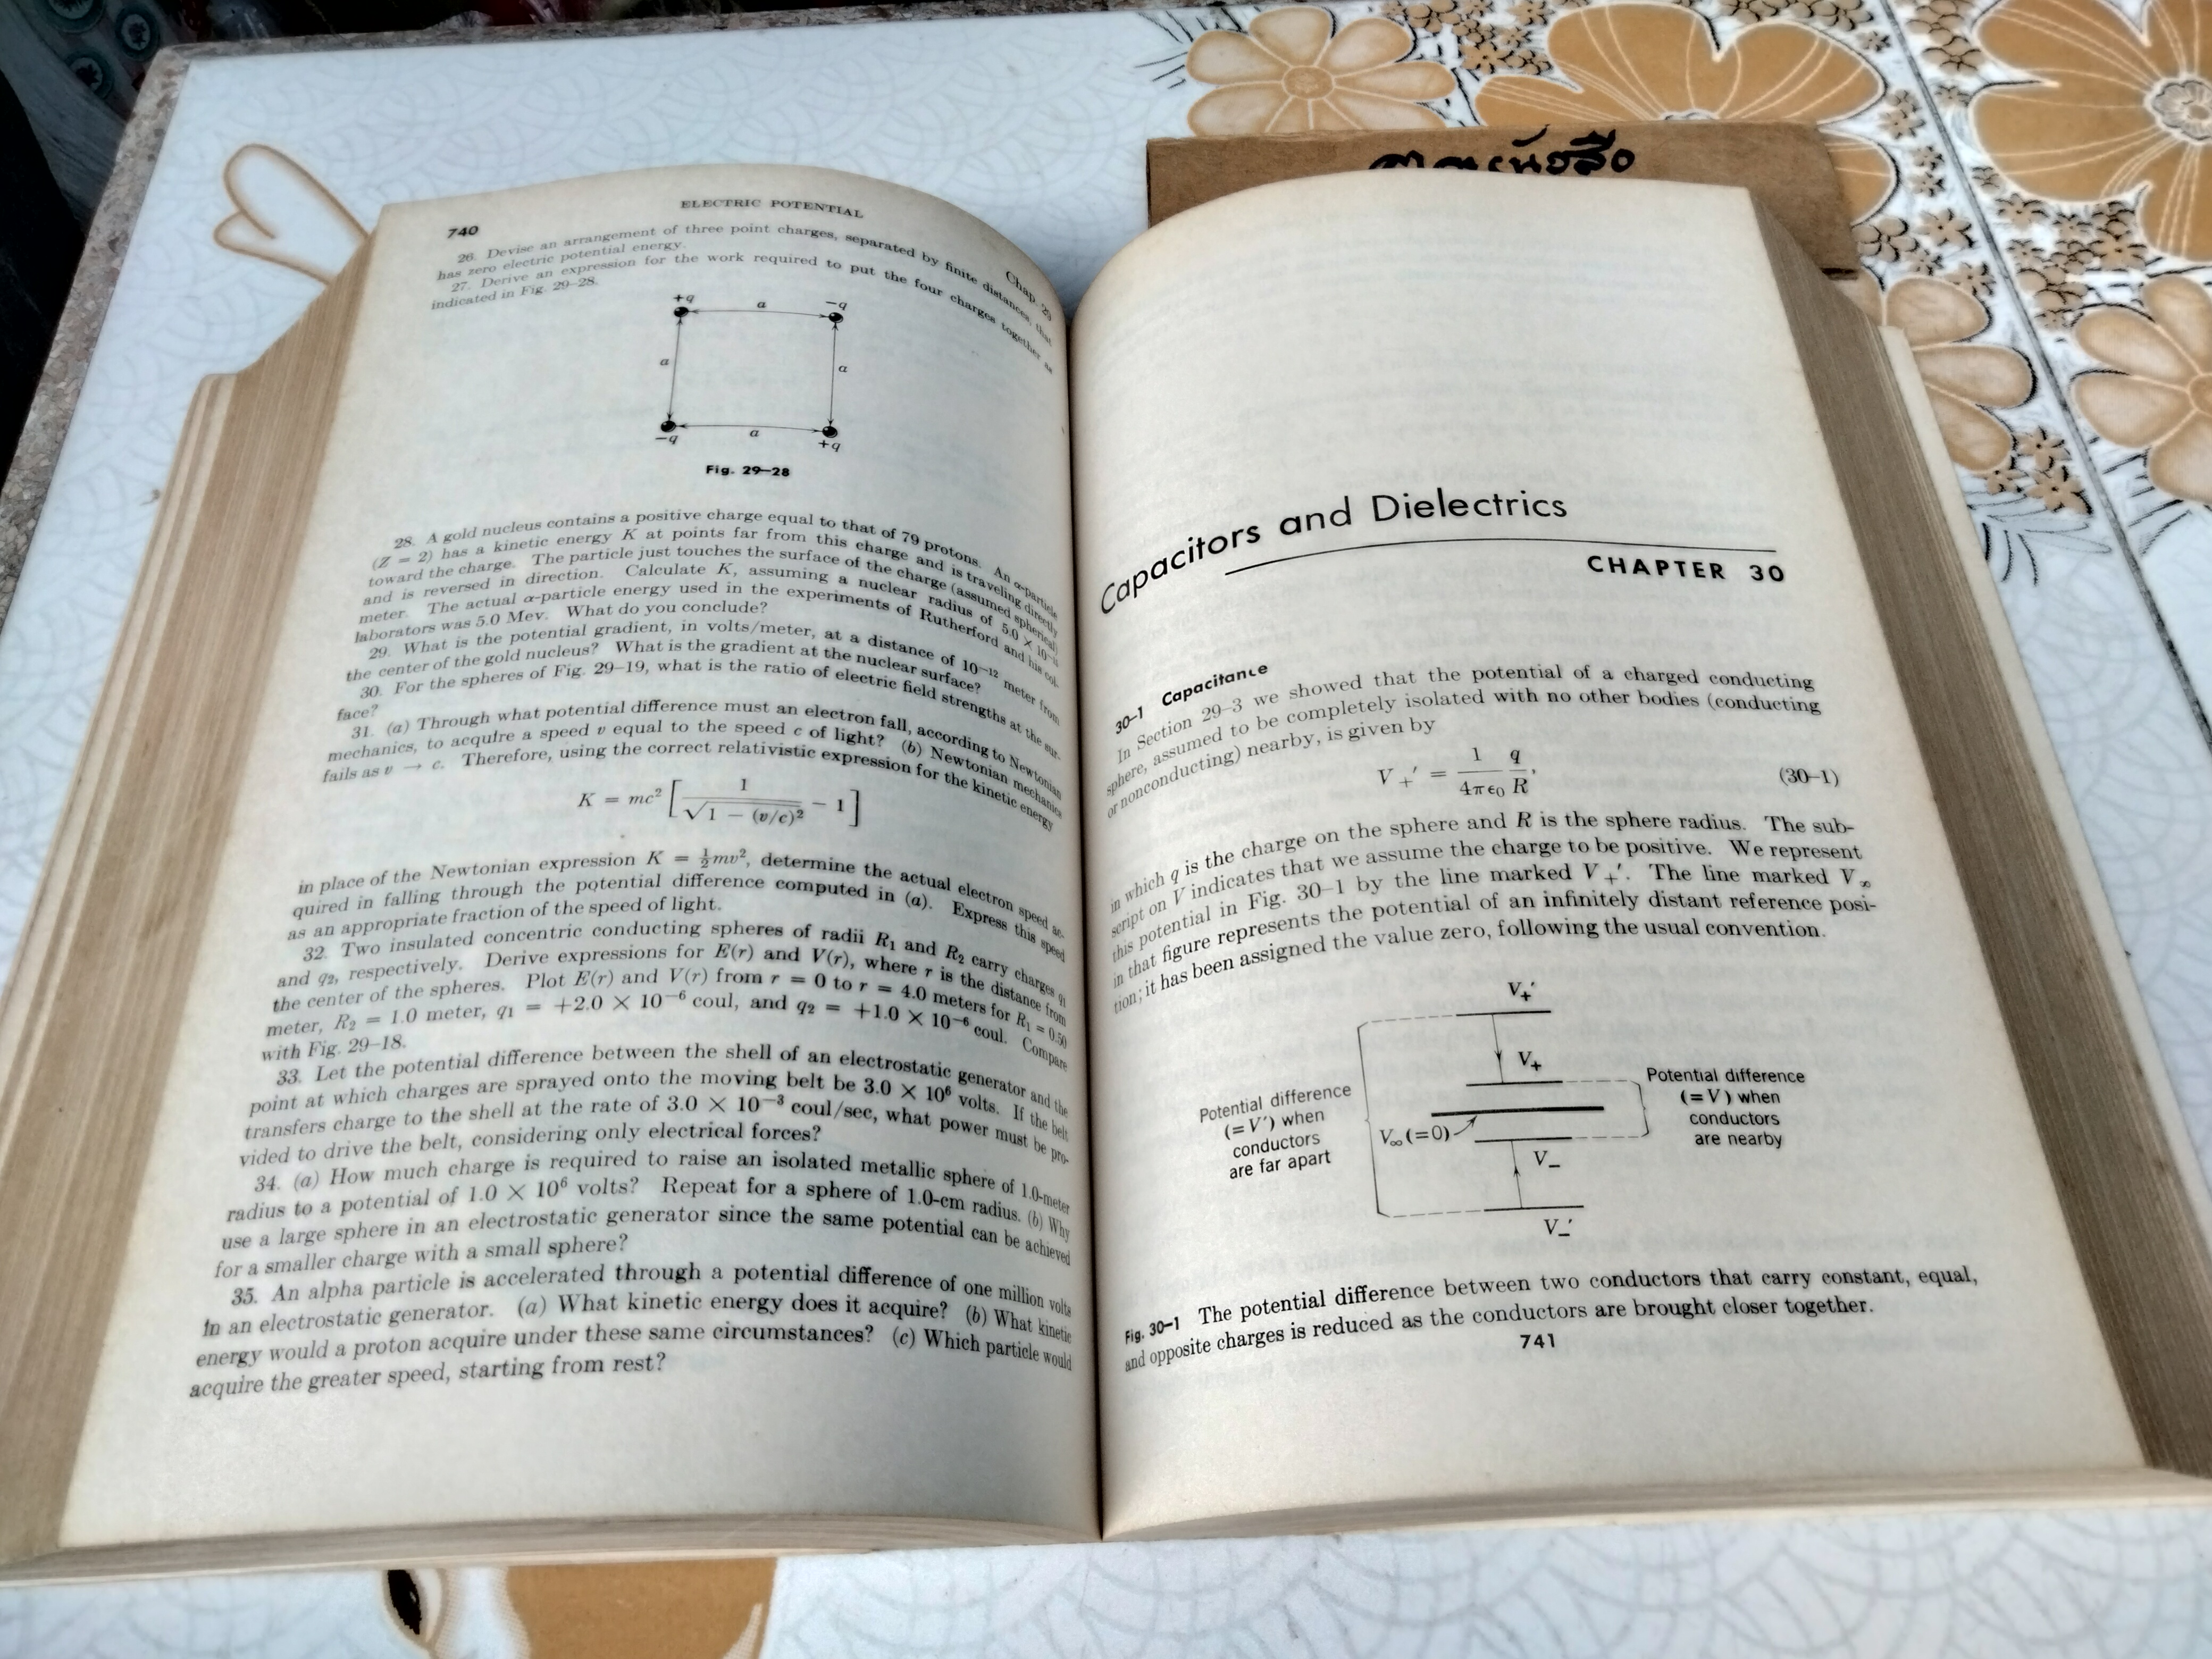 ตามหนังสือ
740
ELECTRIC POTENTIAL
Chap. 29
26. Devise an arrangement of three point charges, separated by finite distances, that
has zero electric potential energy.
27. Derive an expression for the work required to put the four charges together as
indicated in Fig. 29–28.
+q a −q
a a
−q a +q
Fig. 29–28
28. A gold nucleus contains a positive charge equal to that of 79 protons. An α-particle
(Z = 2) has a kinetic energy K at points far from this charge and is traveling directly
toward the charge. The particle just touches the surface of the charge (assumed spherical)
and is reversed in direction. Calculate K, assuming a nuclear radius of 5.0 × 10
meter. The actual α-particle energy used in the experiments of Rutherford and his col-
laborators was 5.0 Mev. What do you conclude?
29. What is the potential gradient, in volts/meter, at a distance of 10⁻¹² meter from
the center of the gold nucleus? What is the gradient at the nuclear surface?
30. For the spheres of Fig. 29–19, what is the ratio of electric field strengths at the sur-
face?
31. (a) Through what potential difference must an electron fall, according to Newtonian
mechanics, to acquire a speed v equal to the speed c of light? (b) Newtonian mechanics
fails as v → c. Therefore, using the correct relativistic expression for the kinetic energy
K = mc² [1/√(1 − (v/c)²) − 1]
in place of the Newtonian expression K = ½mv², determine the actual electron speed ac-
quired in falling through the potential difference computed in (a). Express this speed
as an appropriate fraction of the speed of light.
32. Two insulated concentric conducting spheres of radii R₁ and R₂ carry charges q₁
and q₂, respectively. Derive expressions for E(r) and V(r), where r is the distance from
the center of the spheres. Plot E(r) and V(r) from r = 0 to r = 4.0 meters for R₁ = 0.50
meter, R₂ = 1.0 meter, q₁ = +2.0 × 10⁻⁶ coul, and q₂ = +1.0 × 10⁻⁶ coul. Compare
with Fig. 29–18.
33. Let the potential difference between the shell of an electrostatic generator and the
point at which charges are sprayed onto the moving belt be 3.0 × 10⁶ volts. If the belt
transfers charge to the shell at the rate of 3.0 × 10⁻³ coul/sec, what power must be pro-
vided to drive the belt, considering only electrical forces?
34. (a) How much charge is required to raise an isolated metallic sphere of 1.0-meter
radius to a potential of 1.0 × 10⁶ volts? Repeat for a sphere of 1.0-cm radius. (b) Why
use a large sphere in an electrostatic generator since the same potential can be achieved
for a smaller charge with a small sphere?
35. An alpha particle is accelerated through a potential difference of one million volts
in an electrostatic generator. (a) What kinetic energy does it acquire? (b) What kinetic
energy would a proton acquire under these same circumstances? (c) Which particle would
acquire the greater speed, starting from rest?
Capacitors and Dielectrics
CHAPTER 30
30–1 Capacitance
In Section 29–3 we showed that the potential of a charged conducting
sphere, assumed to be completely isolated with no other bodies (conducting
or nonconducting) nearby, is given by
V₊′ = (1/4πε₀) (q/R), (30–1)
in which q is the charge on the sphere and R is the sphere radius. The sub-
script on V indicates that we assume the charge to be positive. We represent
this potential in Fig. 30–1 by the line marked V₊′. The line marked V∞
in that figure represents the potential of an infinitely distant reference posi-
tion; it has been assigned the value zero, following the usual convention.
V₊′
V₊
Potential difference
(= V′) when
conductors
are far apart
V∞ (= 0)
Potential difference
(= V) when
conductors
are nearby
V₋
V₋′
Fig. 30–1 The potential difference between two conductors that carry constant, equal,
and opposite charges is reduced as the conductors are brought closer together.
741